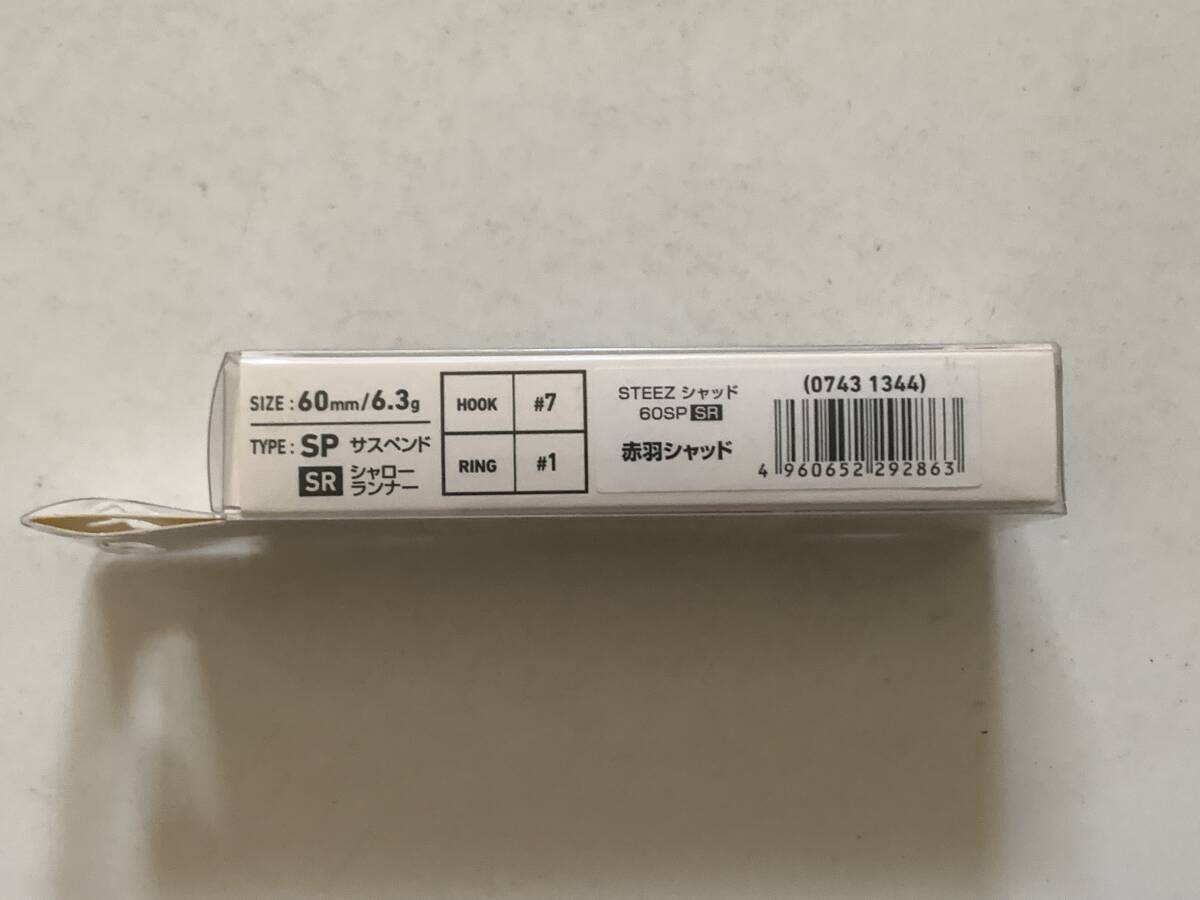 SIZE : 60mm/6.3g
TYPE : SP サスペンド
SR シャロー
ランナー
HOOK #7
RING #1
STEEZ シャッド
60SP SR
赤羽シャッド
(0743 1344)
4 960652 292863